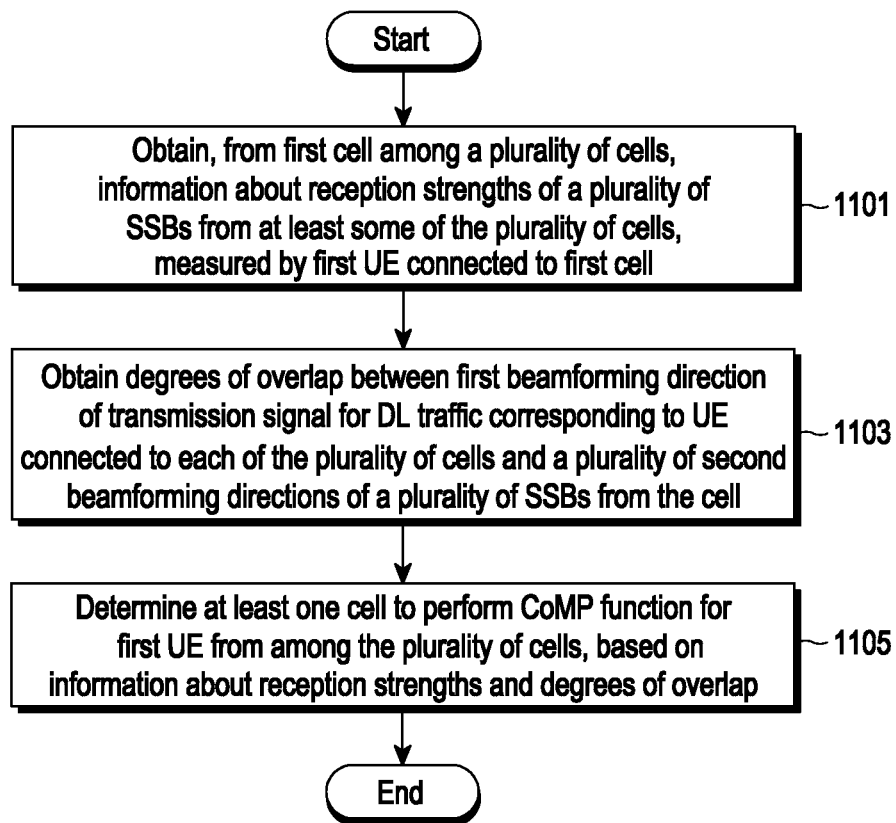 Start
Obtain, from first cell among a plurality of cells,
information about reception strengths of a plurality of
SSBs from at least some of the plurality of cells,
measured by first UE connected to first cell
1101
Obtain degrees of overlap between first beamforming direction
of transmission signal for DL traffic corresponding to UE
connected to each of the plurality of cells and a plurality of second
beamforming directions of a plurality of SSBs from the cell
1103
Determine at least one cell to perform CoMP function for
first UE from among the plurality of cells, based on
information about reception strengths and degrees of overlap
1105
End